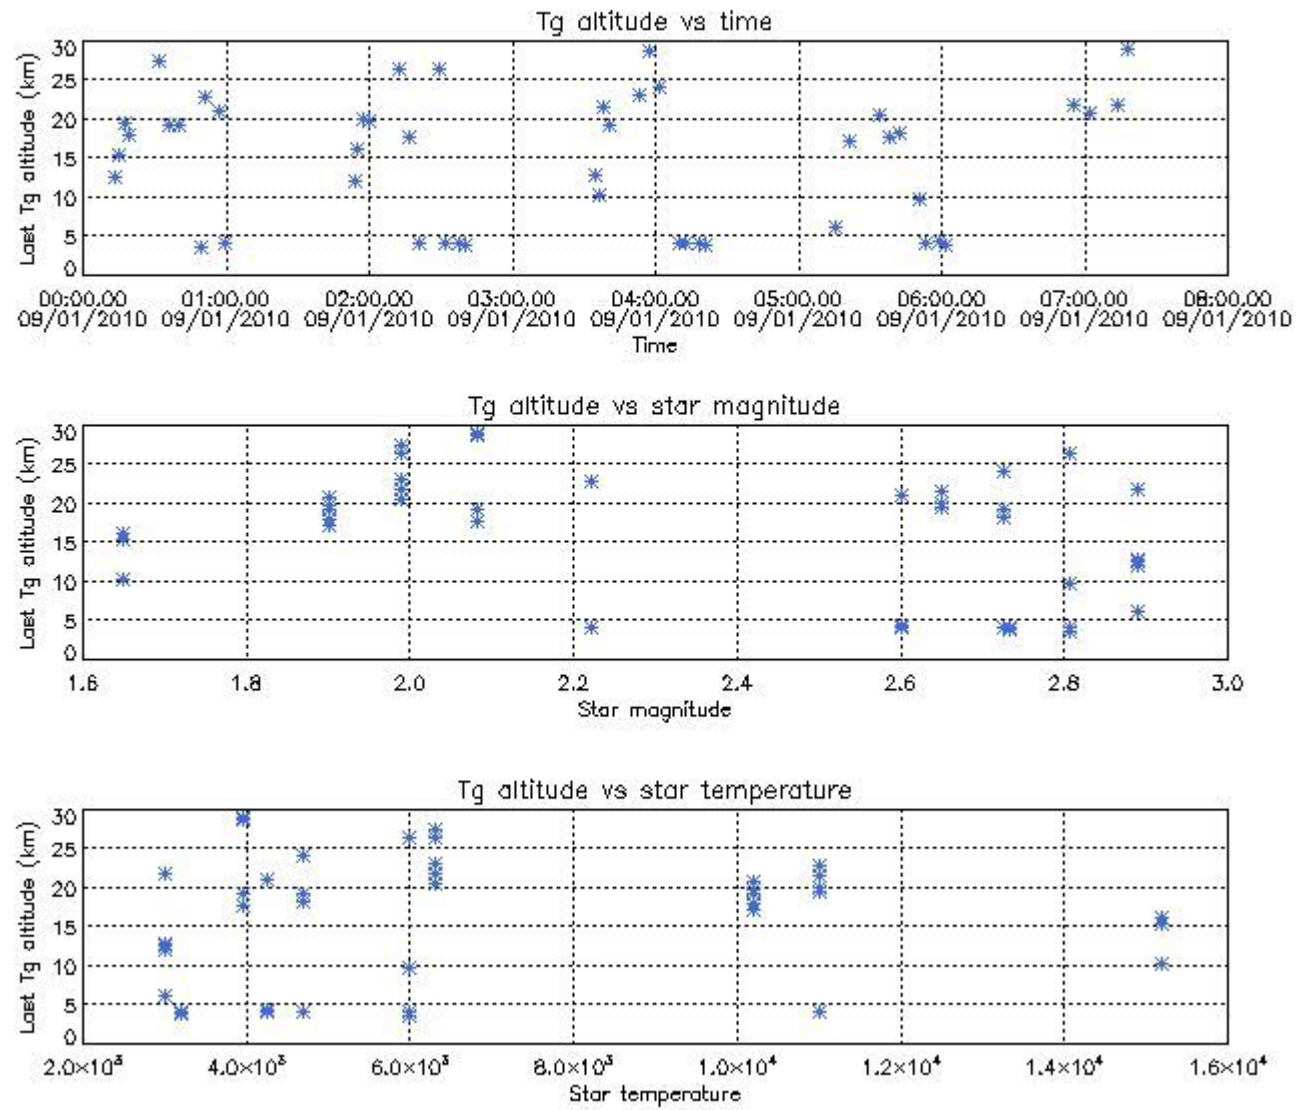 Tg altitude vs time
Last Tg altitude (km)
30
25
20
15
10
5
0
00:00.00 01:00.00 02:00.00 03:00.00 04:00.00 05:00.00 06:00.00 07:00.00 08:00.00
09/01/2010 09/01/2010 09/01/2010 09/01/2010 09/01/2010 09/01/2010 09/01/2010 09/01/2010 09/01/2010
Time
Tg altitude vs star magnitude
Last Tg altitude (km)
30
25
20
15
10
5
0
1.6 1.8 2.0 2.2 2.4 2.6 2.8 3.0
Star magnitude
Tg altitude vs star temperature
Last Tg altitude (km)
30
25
20
15
10
5
0
2.0×10³ 4.0×10³ 6.0×10³ 8.0×10³ 1.0×10⁴ 1.2×10⁴ 1.4×10⁴ 1.6×10⁴
Star temperature